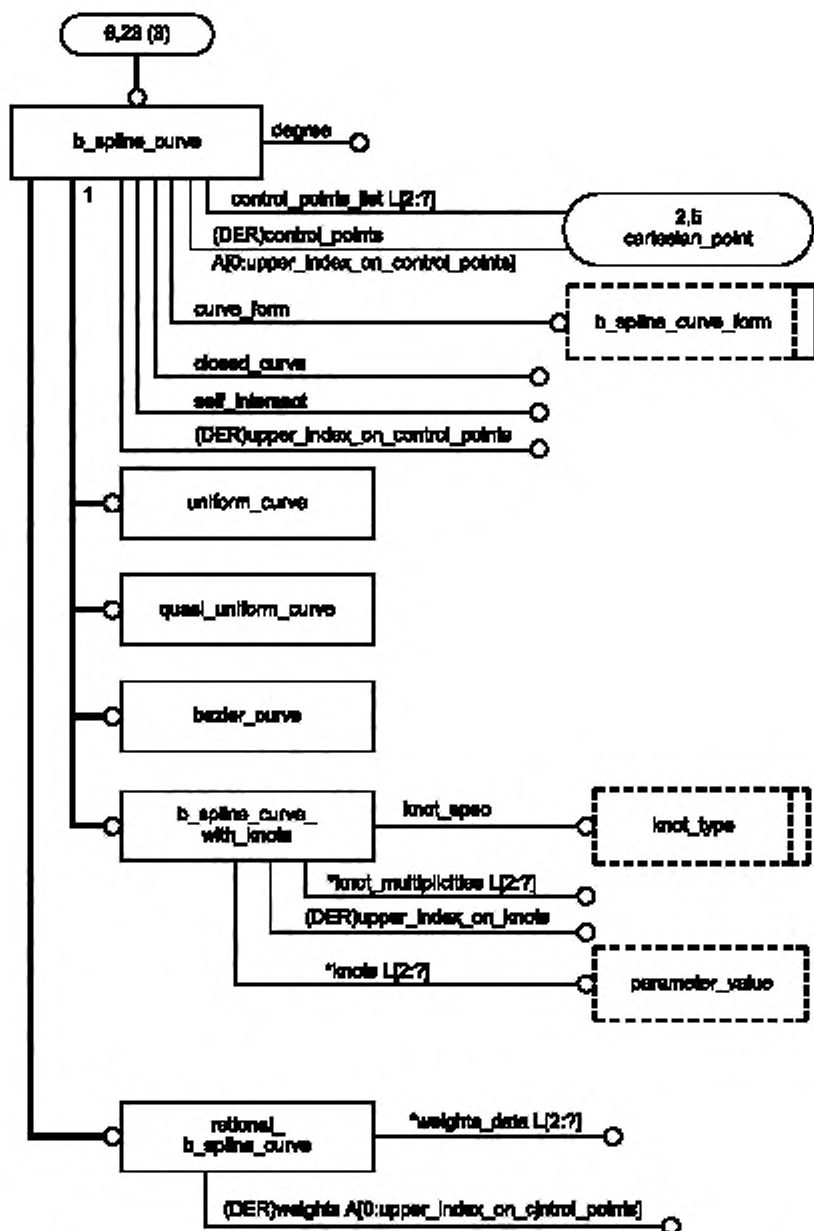 6,23 (3)
b_spline_curve
degree
1
control_points_list L[2:?]
(DER)control_points
A[0:upper_index_on_control_points]
2,5
cartesian_point
curve_form
b_spline_curve_form
closed_curve
self_intersect
(DER)upper_index_on_control_points
uniform_curve
quasi_uniform_curve
bezier_curve
b_spline_curve_
with_knots
knot_spec
knot_type
*knot_multiplicities L[2:?]
(DER)upper_index_on_knots
*knots L[2:?]
parameter_value
rational_
b_spline_curve
*weights_data L[2:?]
(DER)weights A[0:upper_index_on_cjntrol_points]